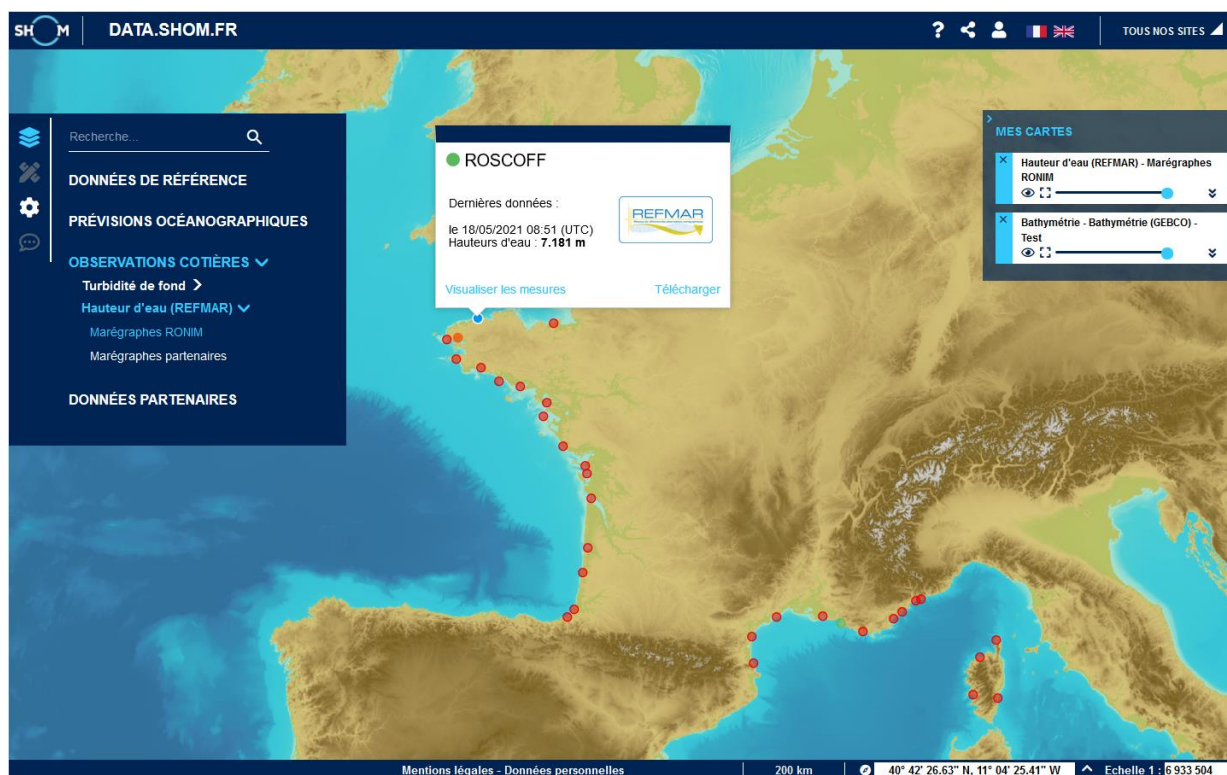 SHOM
DATA.SHOM.FR
?
TOUS NOS SITES
Recherche...
DONNÉES DE RÉFÉRENCE
PRÉVISIONS OCÉANOGRAPHIQUES
OBSERVATIONS COTIÈRES
Turbidité de fond
Hauteur d'eau (REFMAR)
Marégraphes RONIM
Marégraphes partenaires
DONNÉES PARTENAIRES
ROSCOFF
Dernières données :
le 18/05/2021 08:51 (UTC)
Hauteurs d'eau : 7.181 m
REFMAR
Visualiser les mesures
Télécharger
MES CARTES
Hauteur d'eau (REFMAR) - Marégraphes
RONIM
Bathymétrie - Bathymétrie (GEBCO) -
Test
Mentions légales - Données personnelles
200 km
40° 42' 26.63" N, 11° 04' 25.41" W
Echelle 1 : 6 933 504